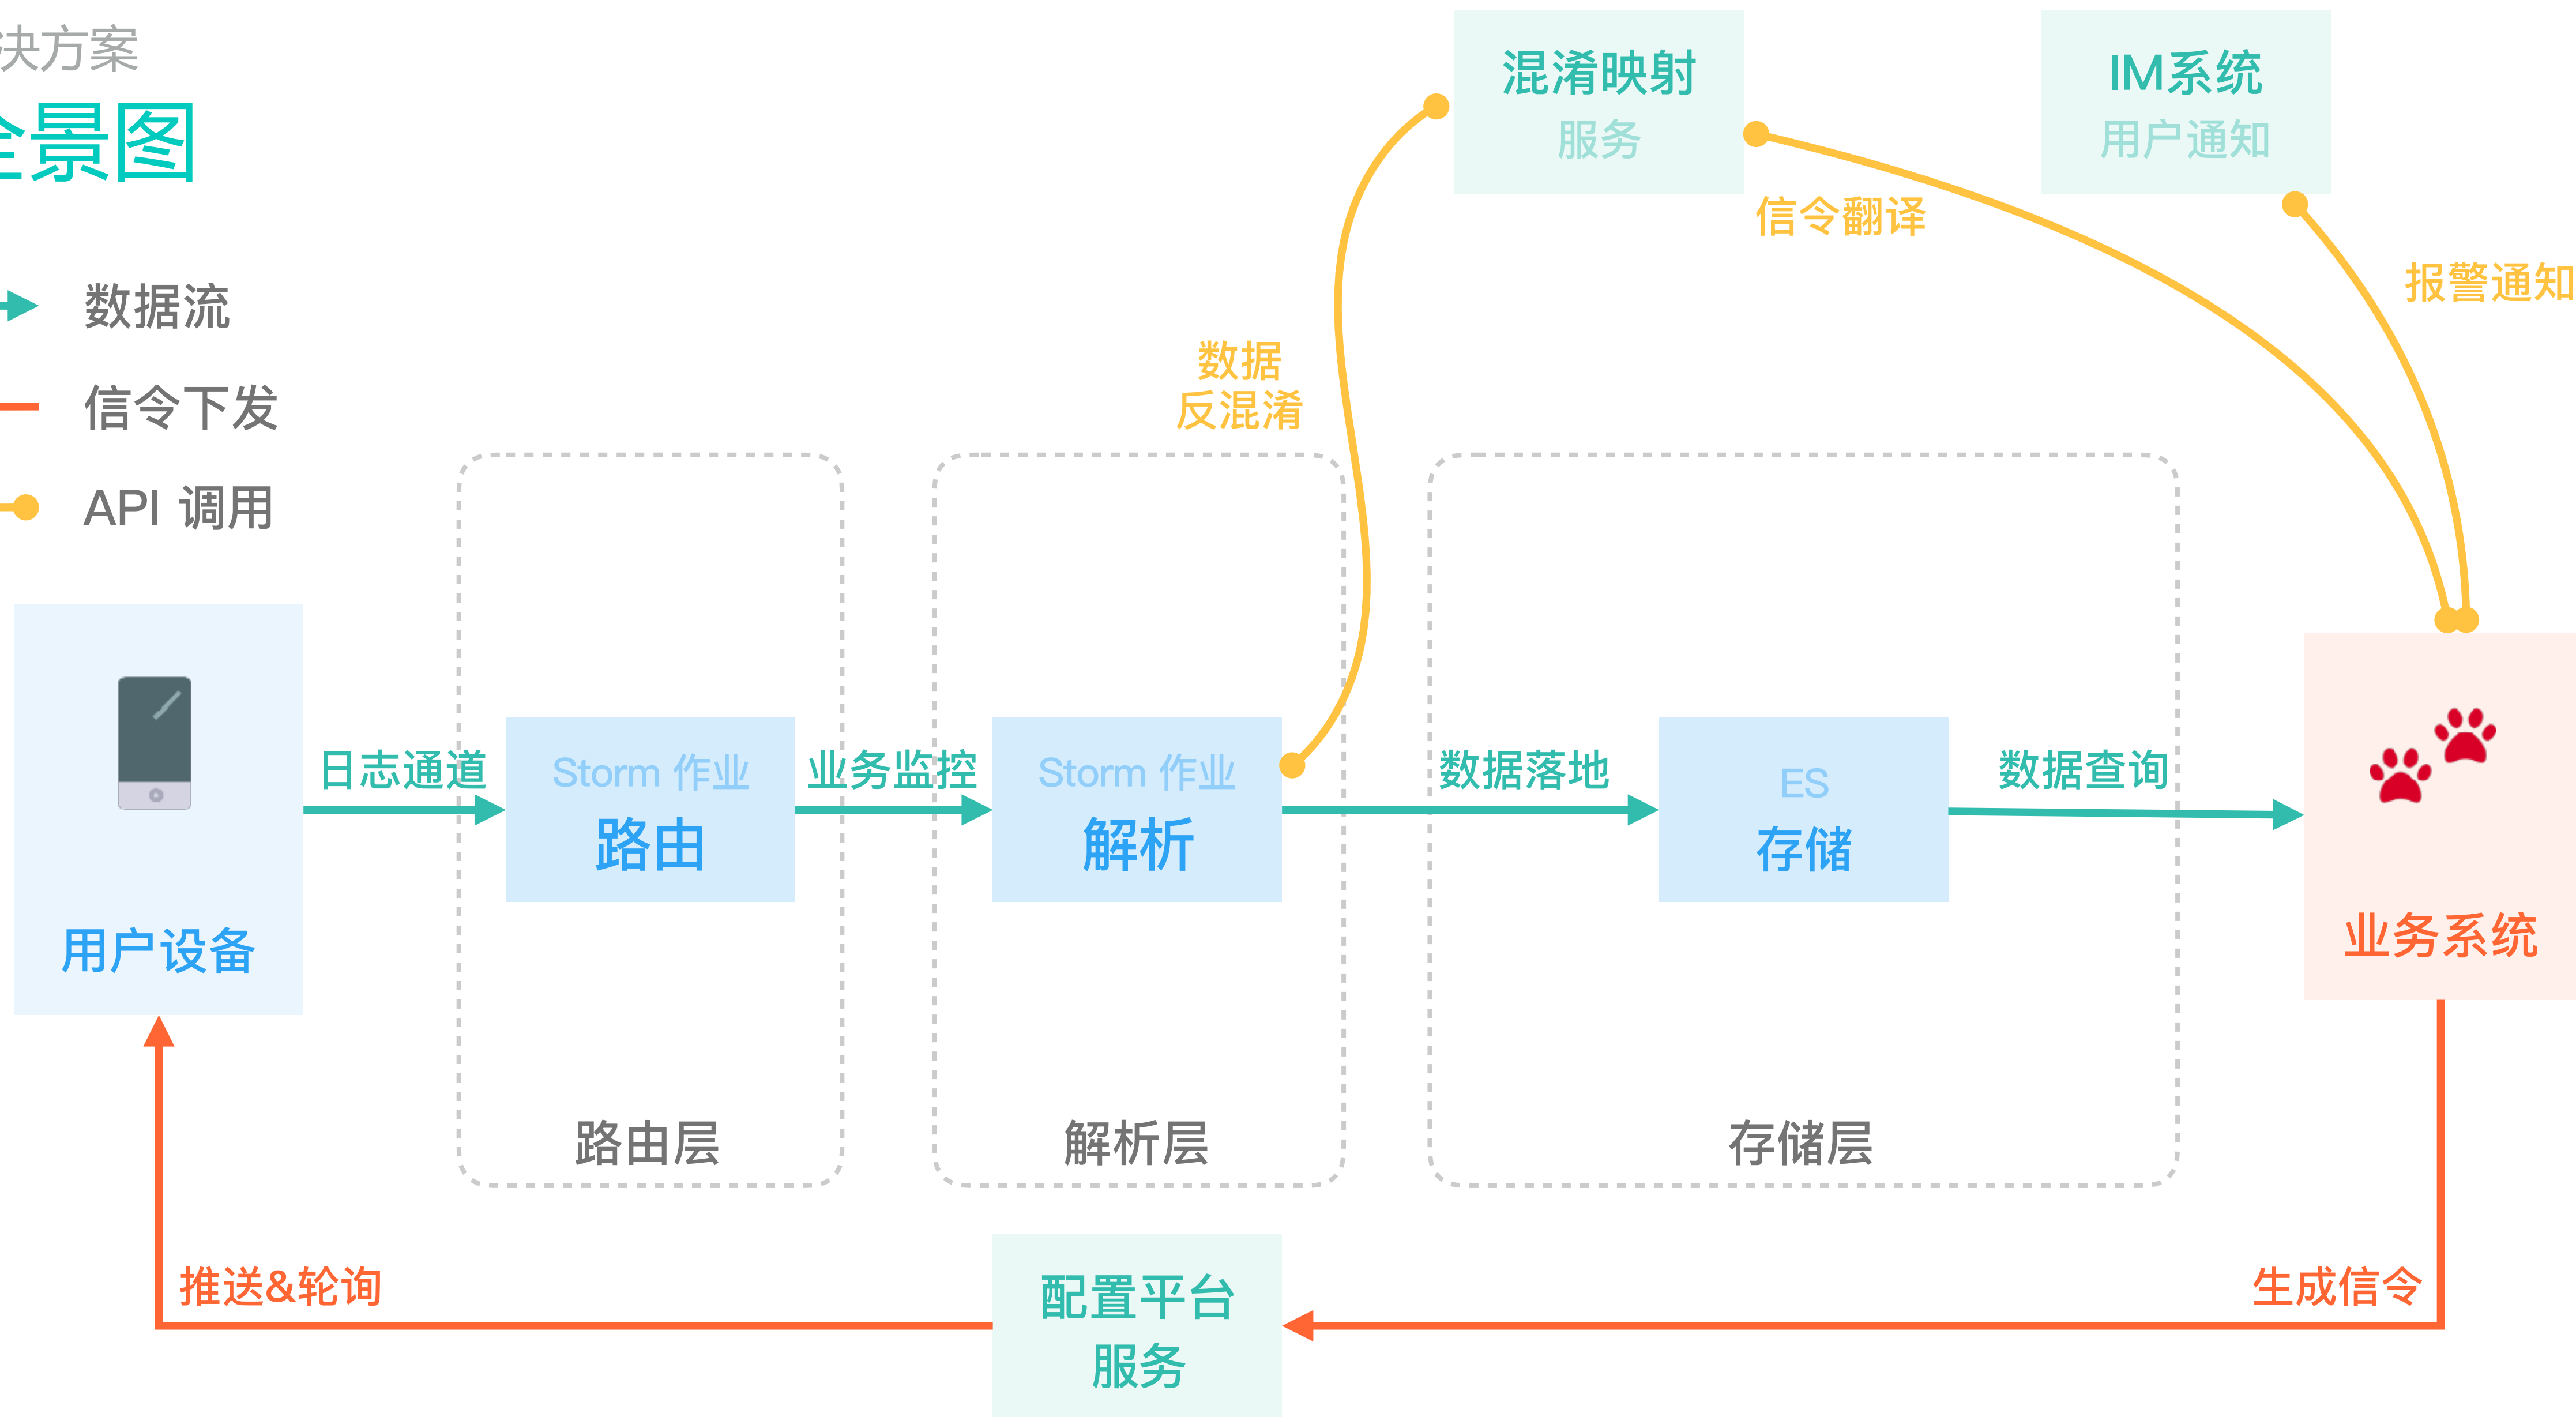 决方案
全景图
数据流
信令下发
API 调用
混淆映射
服务
IM系统
用户通知
信令翻译
报警通知
数据
反混淆
用户设备
日志通道
Storm 作业
路由
业务监控
Storm 作业
解析
数据落地
ES
存储
数据查询
业务系统
路由层
解析层
存储层
推送&轮询
配置平台
服务
生成信令